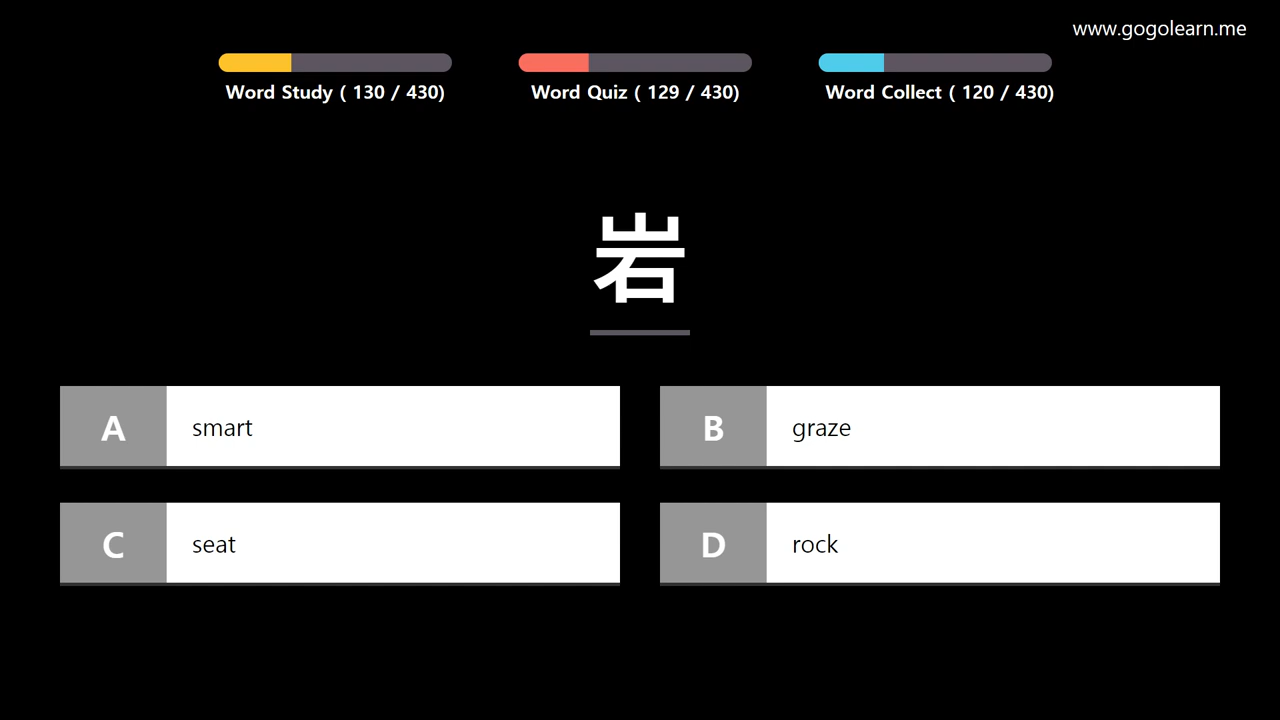 www.gogolearn.me
Word Study ( 130 / 430)
Word Quiz ( 129 / 430)
Word Collect ( 120 / 430)
岩
A smart
B graze
C seat
D rock